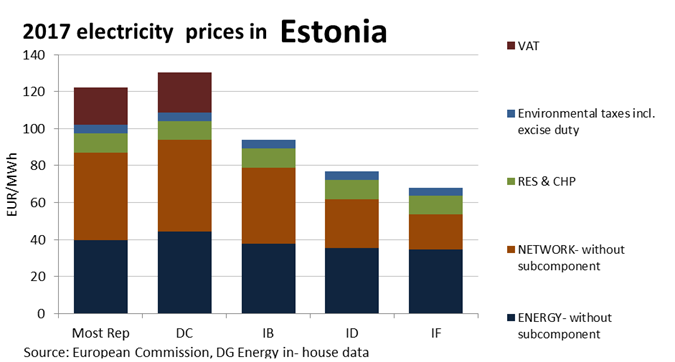 2017 electricity prices in Estonia
140
120
100
80
60
40
20
0
EUR/MWh
Most Rep
DC
IB
ID
IF
VAT
Environmental taxes incl.
excise duty
RES & CHP
NETWORK- without
subcomponent
ENERGY- without
subcomponent
Source: European Commission, DG Energy in- house data